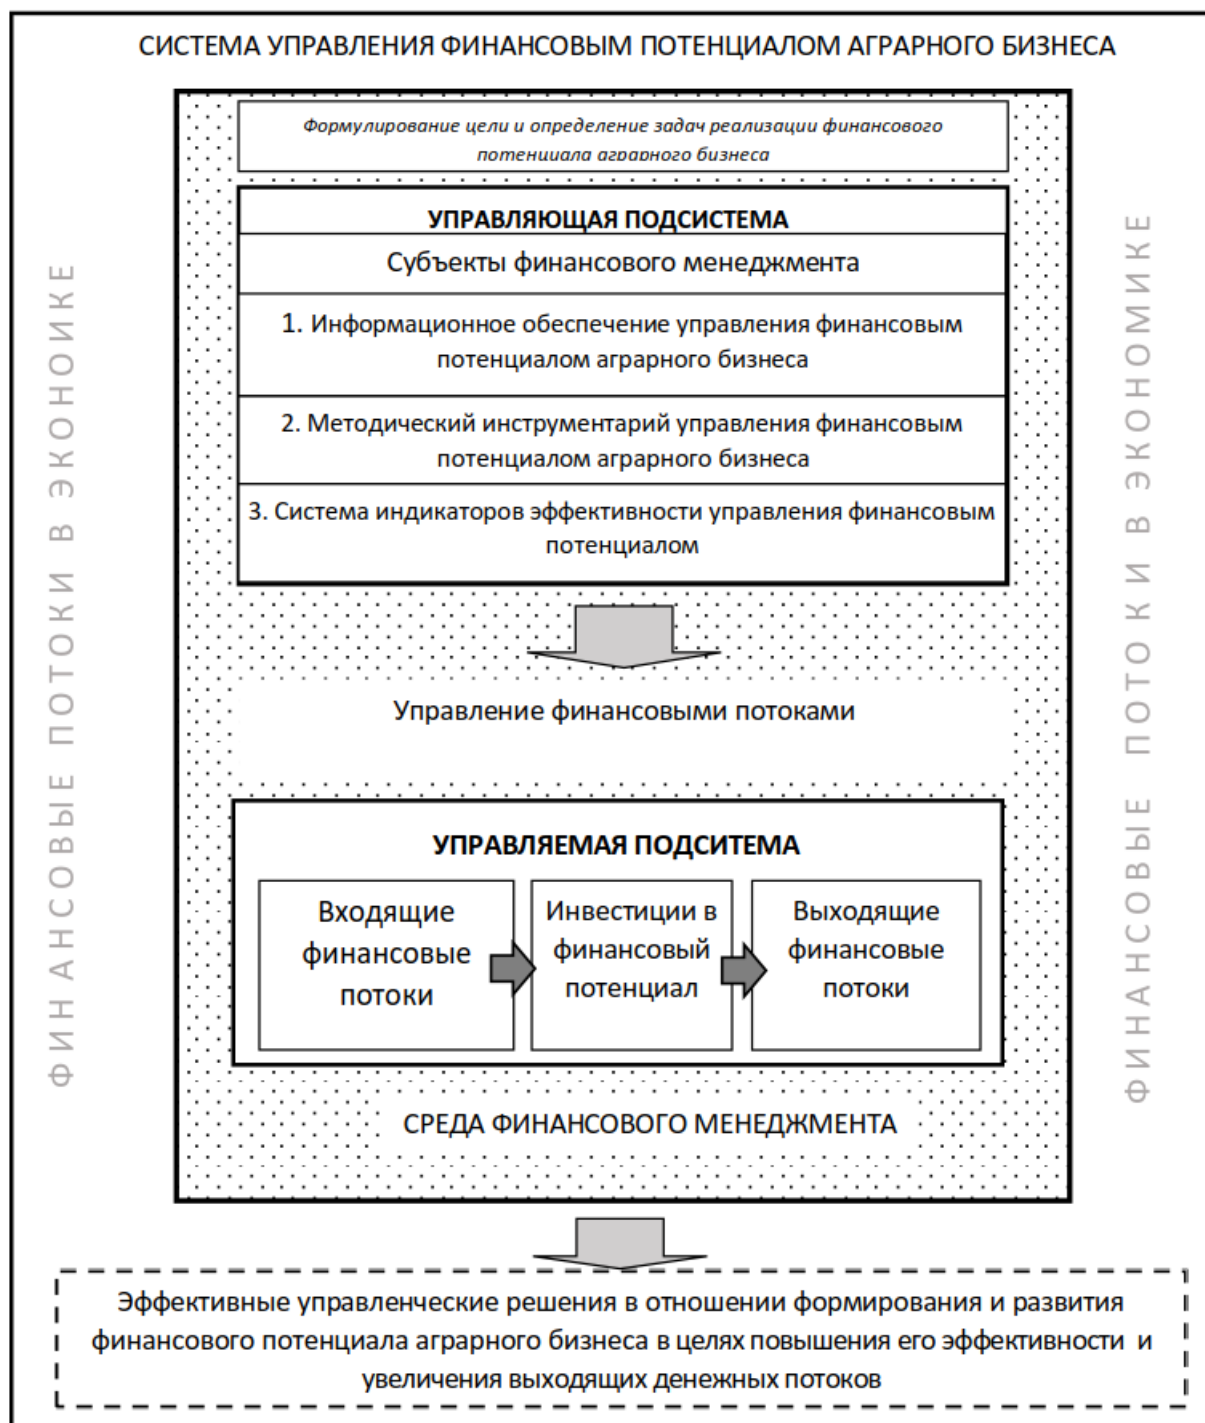 СИСТЕМА УПРАВЛЕНИЯ ФИНАНСОВЫМ ПОТЕНЦИАЛОМ АГРАРНОГО БИЗНЕСА
Формулирование цели и определение задач реализации финансового
потенциала аграрного бизнеса
УПРАВЛЯЮЩАЯ ПОДСИСТЕМА
Субъекты финансового менеджмента
1. Информационное обеспечение управления финансовым
потенциалом аграрного бизнеса
2. Методический инструментарий управления финансовым
потенциалом аграрного бизнеса
3. Система индикаторов эффективности управления финансовым
потенциалом
Управление финансовыми потоками
УПРАВЛЯЕМАЯ ПОДСИТЕМА
Входящие
финансовые
потоки
Инвестиции в
финансовый
потенциал
Выходящие
финансовые
потоки
СРЕДА ФИНАНСОВОГО МЕНЕДЖМЕНТА
ФИНАНСОВЫЕ ПОТОКИ В ЭКОНОИКЕ
ФИНАНСОВЫЕ ПОТОКИ В ЭКОНОМИКЕ
Эффективные управленческие решения в отношении формирования и развития
финансового потенциала аграрного бизнеса в целях повышения его эффективности и
увеличения выходящих денежных потоков